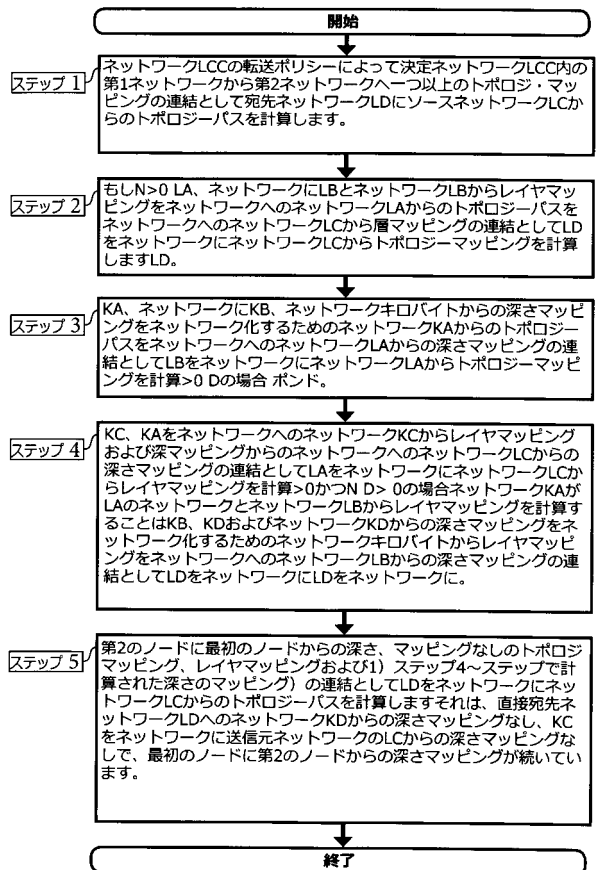 開始
ステップ 1
ネットワークLCCの転送ポリシーによって決定ネットワークLCC内の
第1ネットワークから第2ネットワークへ一つ以上のトポロジ・マッ
ピングの連結として宛先ネットワークLDにソースネットワークLCか
らのトポロジーパスを計算します。
ステップ 2
もしN>0 LA、ネットワークにLBとネットワークLBからレイヤマッ
ピングをネットワークへのネットワークLAからのトポロジーパスを
ネットワークへのネットワークLCから層マッピングの連結としてLD
をネットワークにネットワークLCからトポロジーマッピングを計算
しますLD。
ステップ 3
KA、ネットワークにKB、ネットワークキロバイトからの深さマッピ
ングをネットワーク化するためのネットワークKAからのトポロジー
パスをネットワークへのネットワークLAからの深さマッピングの連
結としてLBをネットワークにネットワークLAからトポロジーマッピ
ングを計算>0 Dの場合 ポンド。
ステップ 4
KC、KAをネットワークへのネットワークKCからレイヤマッピング
および深マッピングからのネットワークへのネットワークLCからの
深さマッピングの連結としてLAをネットワークにネットワークLCか
らレイヤマッピングを計算>0かつN D> 0の場合ネットワークKAが
LAのネットワークとネットワークLBからレイヤマッピングを計算す
ることはKB、KDおよびネットワークKDからの深さマッピングをネ
ットワーク化するためのネットワークキロバイトからレイヤマッピ
ングをネットワークへのネットワークLBからの深さマッピングの連
結としてLDをネットワークにLDをネットワークに。
ステップ 5
第2のノードに最初のノードからの深さ、マッピングなしのトポロジ
マッピング、レイヤマッピングおよび1）ステップ4～ステップで計
算された深さのマッピング）の連結としてLDをネットワークにネッ
トワークLCからのトポロジーパスを計算しますそれは、直接宛先ネ
ットワークLDへのネットワークKDからの深さマッピングなし、KC
をネットワークに送信元ネットワークのLCからの深さマッピングな
しで、最初のノードに第2のノードからの深さマッピングが続いてい
ます。
終了